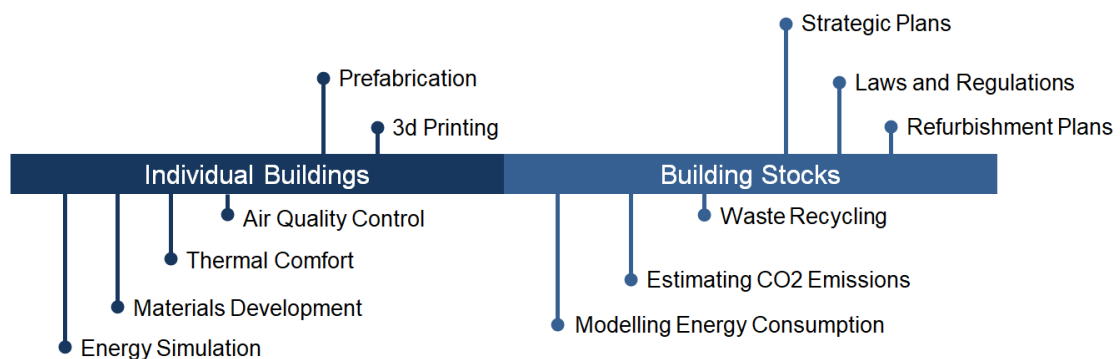 Strategic Plans
Prefabrication
Laws and Regulations
3d Printing
Refurbishment Plans
Individual Buildings
Building Stocks
Air Quality Control
Waste Recycling
Thermal Comfort
Estimating CO2 Emissions
Materials Development
Modelling Energy Consumption
Energy Simulation